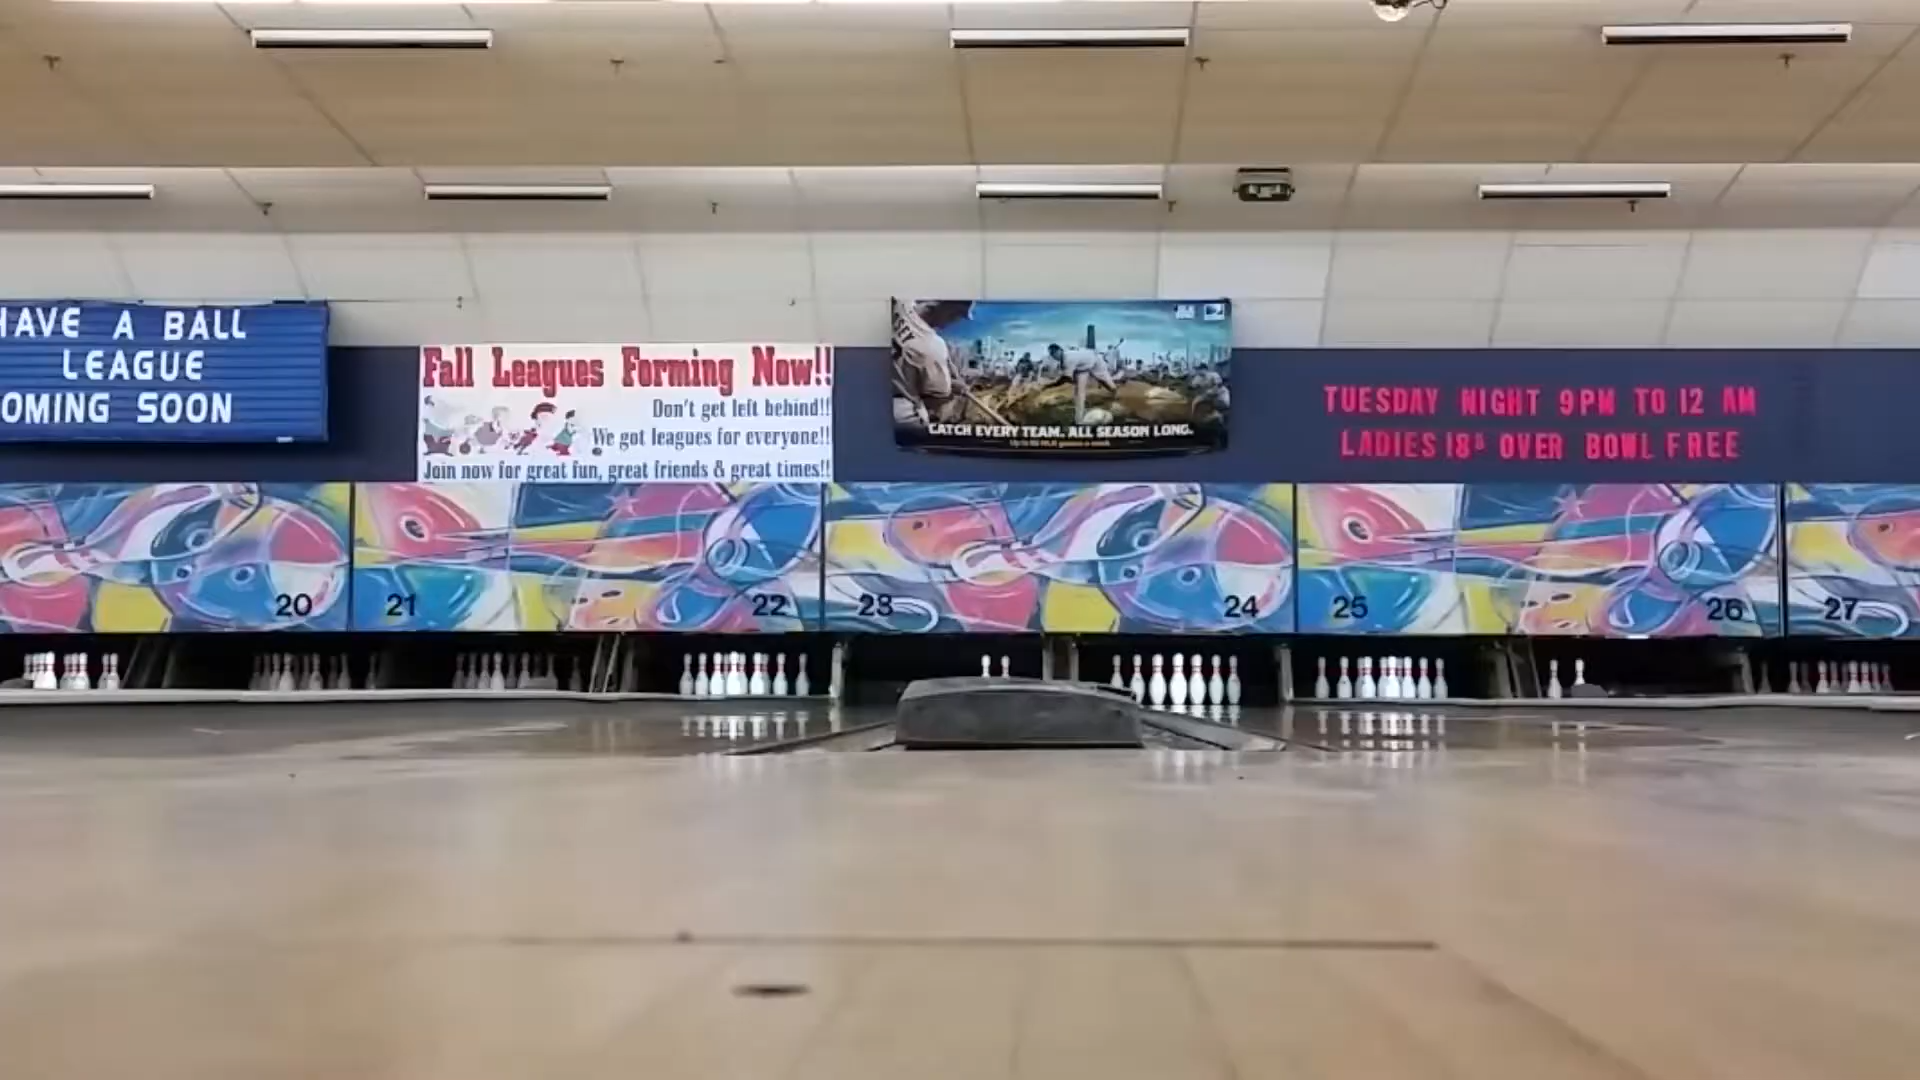 HAVE A BALL
LEAGUE
OMING SOON
Fall Leagues Forming Now!!
Don't get left behind!!
We got leagues for everyone!!
Join now for great fun, great friends & great times!!
CATCH EVERY TEAM. ALL SEASON LONG.
TUESDAY NIGHT 9PM TO 12 AM
LADIES 18& OVER BOWL FREE
20 21 22 23 24 25 26 27